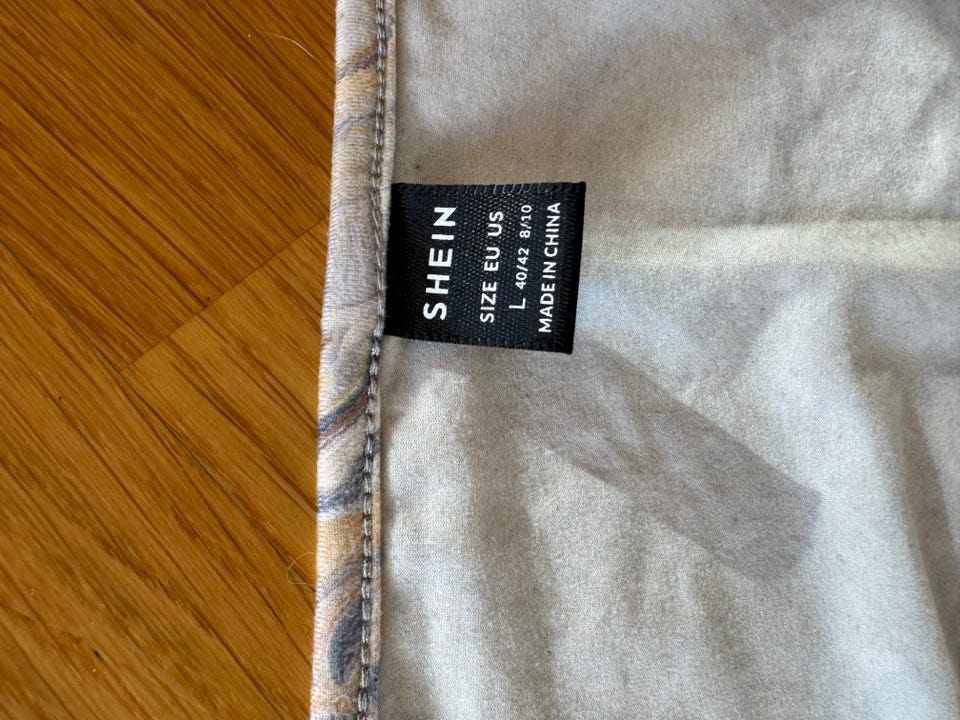 SHEIN
SIZE EU US
L 40/42 8/10
MADE IN CHINA